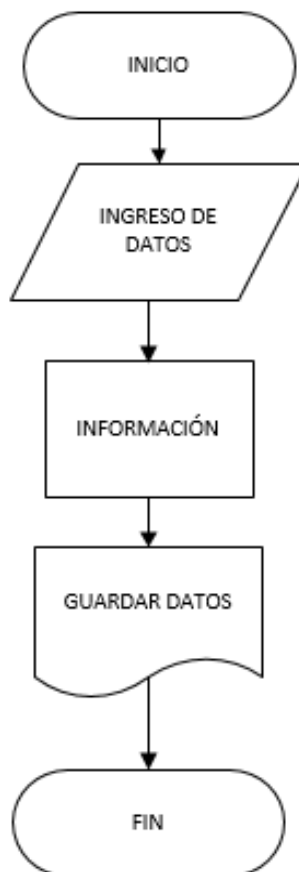 INICIO
INGRESO DE
DATOS
INFORMACIÓN
GUARDAR DATOS
FIN